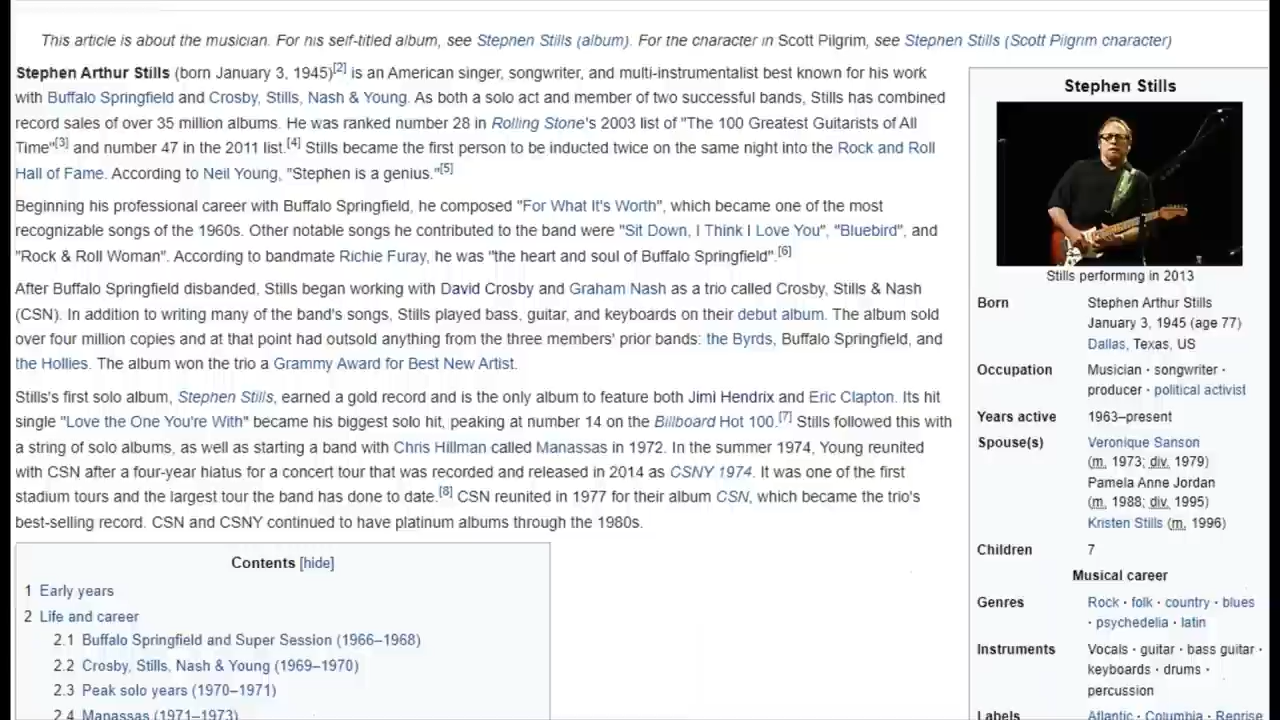 This article is about the musician. For his self-titled album, see Stephen Stills (album). For the character in Scott Pilgrim, see Stephen Stills (Scott Pilgrim character)
Stephen Arthur Stills (born January 3, 1945)[2] is an American singer, songwriter, and multi-instrumentalist best known for his work
with Buffalo Springfield and Crosby, Stills, Nash & Young. As both a solo act and member of two successful bands, Stills has combined
record sales of over 35 million albums. He was ranked number 28 in Rolling Stone's 2003 list of "The 100 Greatest Guitarists of All
Time"[3] and number 47 in the 2011 list.[4] Stills became the first person to be inducted twice on the same night into the Rock and Roll
Hall of Fame. According to Neil Young, "Stephen is a genius."[5]
Beginning his professional career with Buffalo Springfield, he composed "For What It's Worth", which became one of the most
recognizable songs of the 1960s. Other notable songs he contributed to the band were "Sit Down, I Think I Love You", "Bluebird", and
"Rock & Roll Woman". According to bandmate Richie Furay, he was "the heart and soul of Buffalo Springfield".[6]
After Buffalo Springfield disbanded, Stills began working with David Crosby and Graham Nash as a trio called Crosby, Stills & Nash
(CSN). In addition to writing many of the band's songs, Stills played bass, guitar, and keyboards on their debut album. The album sold
over four million copies and at that point had outsold anything from the three members' prior bands: the Byrds, Buffalo Springfield, and
the Hollies. The album won the trio a Grammy Award for Best New Artist.
Stills's first solo album, Stephen Stills, earned a gold record and is the only album to feature both Jimi Hendrix and Eric Clapton. Its hit
single "Love the One You're With" became his biggest solo hit, peaking at number 14 on the Billboard Hot 100.[7] Stills followed this with
a string of solo albums, as well as starting a band with Chris Hillman called Manassas in 1972. In the summer 1974, Young reunited
with CSN after a four-year hiatus for a concert tour that was recorded and released in 2014 as CSNY 1974. It was one of the first
stadium tours and the largest tour the band has done to date.[8] CSN reunited in 1977 for their album CSN, which became the trio's
best-selling record. CSN and CSNY continued to have platinum albums through the 1980s.
Contents [hide]
1 Early years
2 Life and career
2.1 Buffalo Springfield and Super Session (1966–1968)
2.2 Crosby, Stills, Nash & Young (1969–1970)
2.3 Peak solo years (1970–1971)
2.4 Manassas (1971–1973)
Stephen Stills
Stills performing in 2013
Born Stephen Arthur Stills
January 3, 1945 (age 77)
Dallas, Texas, US
Occupation Musician · songwriter ·
producer · political activist
Years active 1963–present
Spouse(s) Veronique Sanson
(m. 1973; div. 1979)
Pamela Anne Jordan
(m. 1988; div. 1995)
Kristen Stills (m. 1996)
Children 7
Musical career
Genres Rock · folk · country · blues
· psychedelia · latin
Instruments Vocals · guitar · bass guitar ·
keyboards · drums ·
percussion
Labels Atlantic · Columbia · Reprise